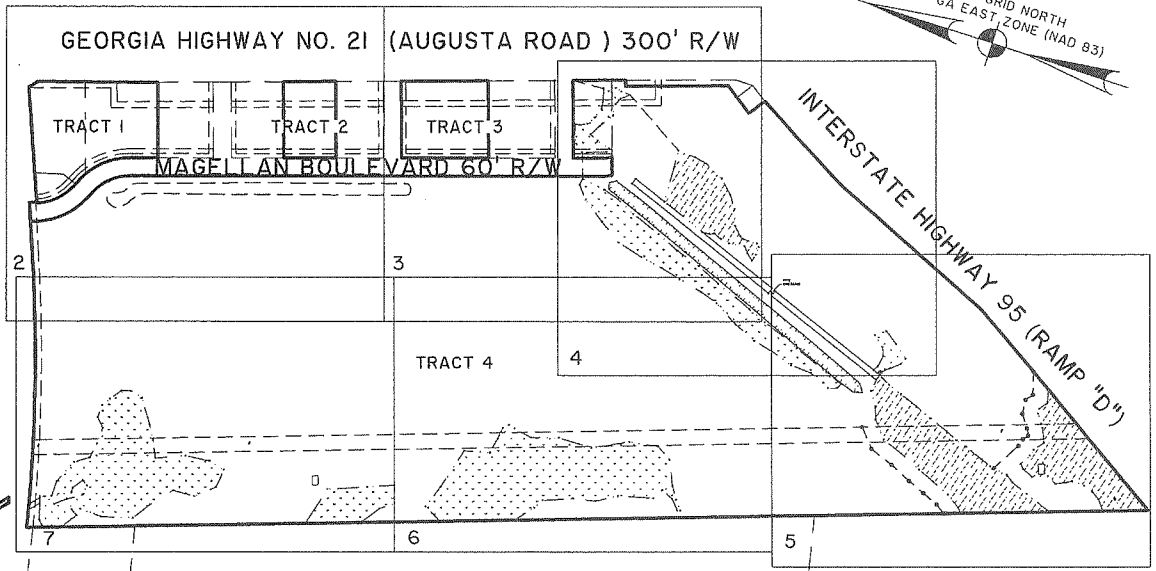 GRID NORTH
GA EAST ZONE (NAD 83)
GEORGIA HIGHWAY NO. 21 (AUGUSTA ROAD ) 300' R/W
TRACT 1
TRACT 2
TRACT 3
MAGELLAN BOULEVARD 60' R/W
INTERSTATE HIGHWAY 95 (RAMP "D")
2
3
TRACT 4
4
7
6
5